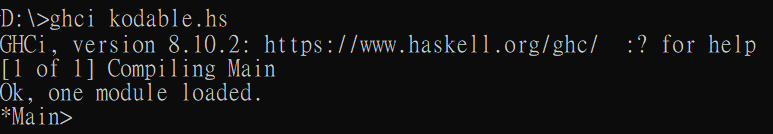 D:\>ghci kodable.hs
GHCi, version 8.10.2: https://www.haskell.org/ghc/  :? for help
[1 of 1] Compiling Main
Ok, one module loaded.
*Main>